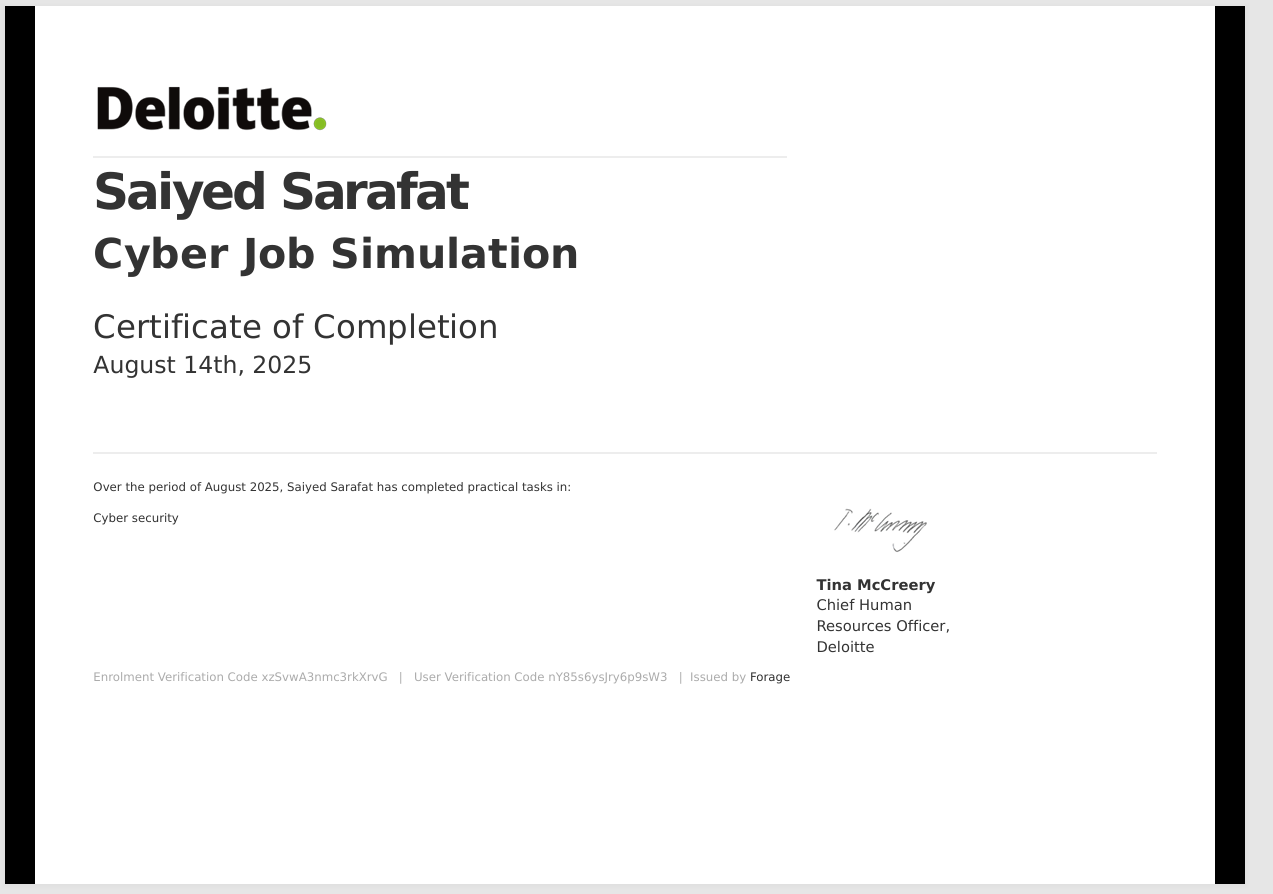 Deloitte.
Saiyed Sarafat
Cyber Job Simulation
Certificate of Completion
August 14th, 2025
Over the period of August 2025, Saiyed Sarafat has completed practical tasks in:
Cyber security
T. McCreery
Tina McCreery
Chief Human
Resources Officer,
Deloitte
Enrolment Verification Code xzSvwA3nmc3rkXrvG | User Verification Code nY85s6ysJry6p9sW3 | Issued by Forage